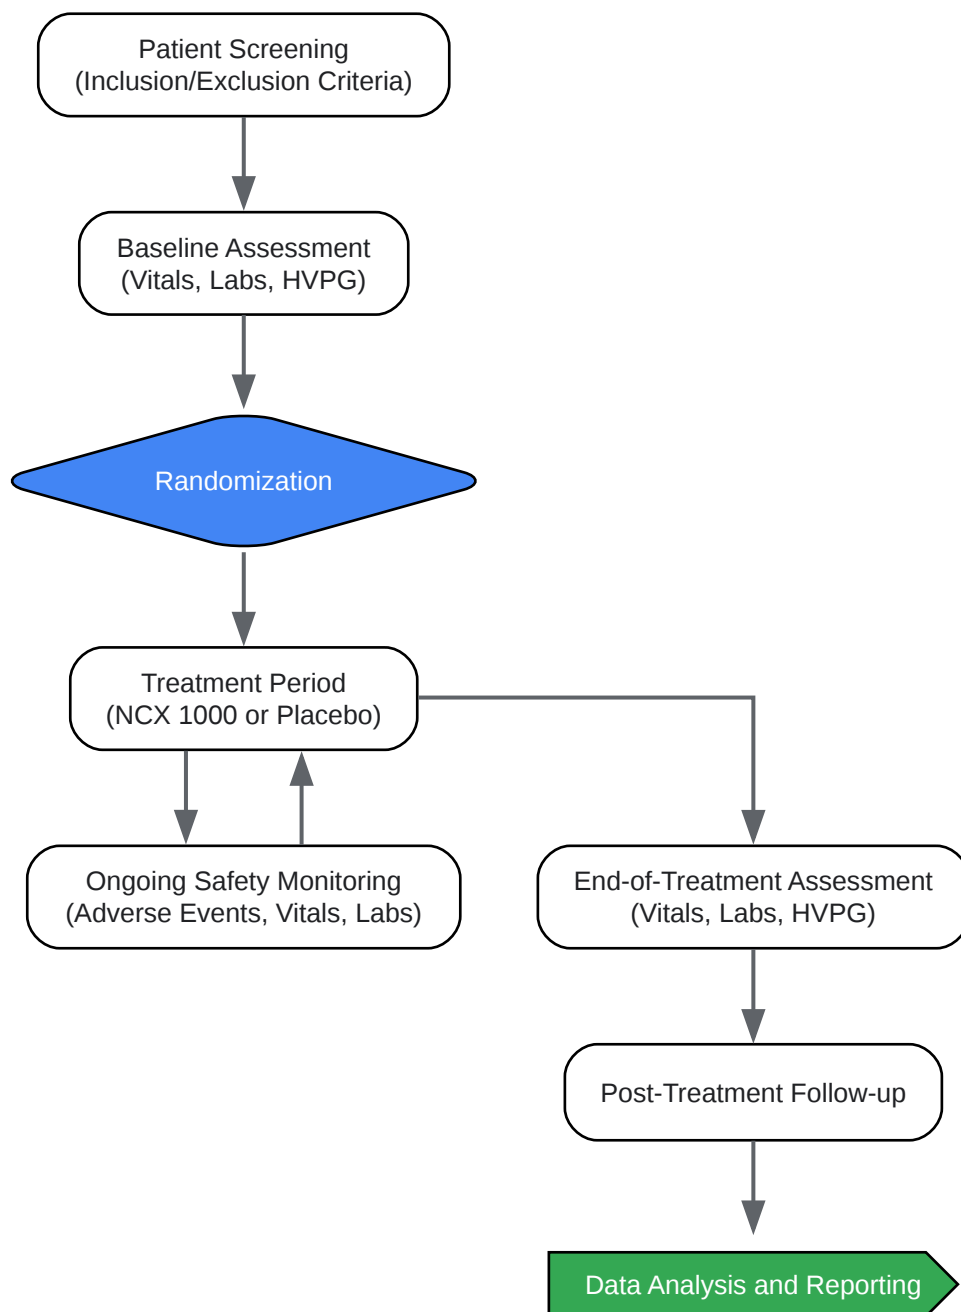 Patient Screening
(Inclusion/Exclusion Criteria)
Baseline Assessment
(Vitals, Labs, HVPG)
Randomization
Treatment Period
(NCX 1000 or Placebo)
Ongoing Safety Monitoring
(Adverse Events, Vitals, Labs)
End-of-Treatment Assessment
(Vitals, Labs, HVPG)
Post-Treatment Follow-up
Data Analysis and Reporting